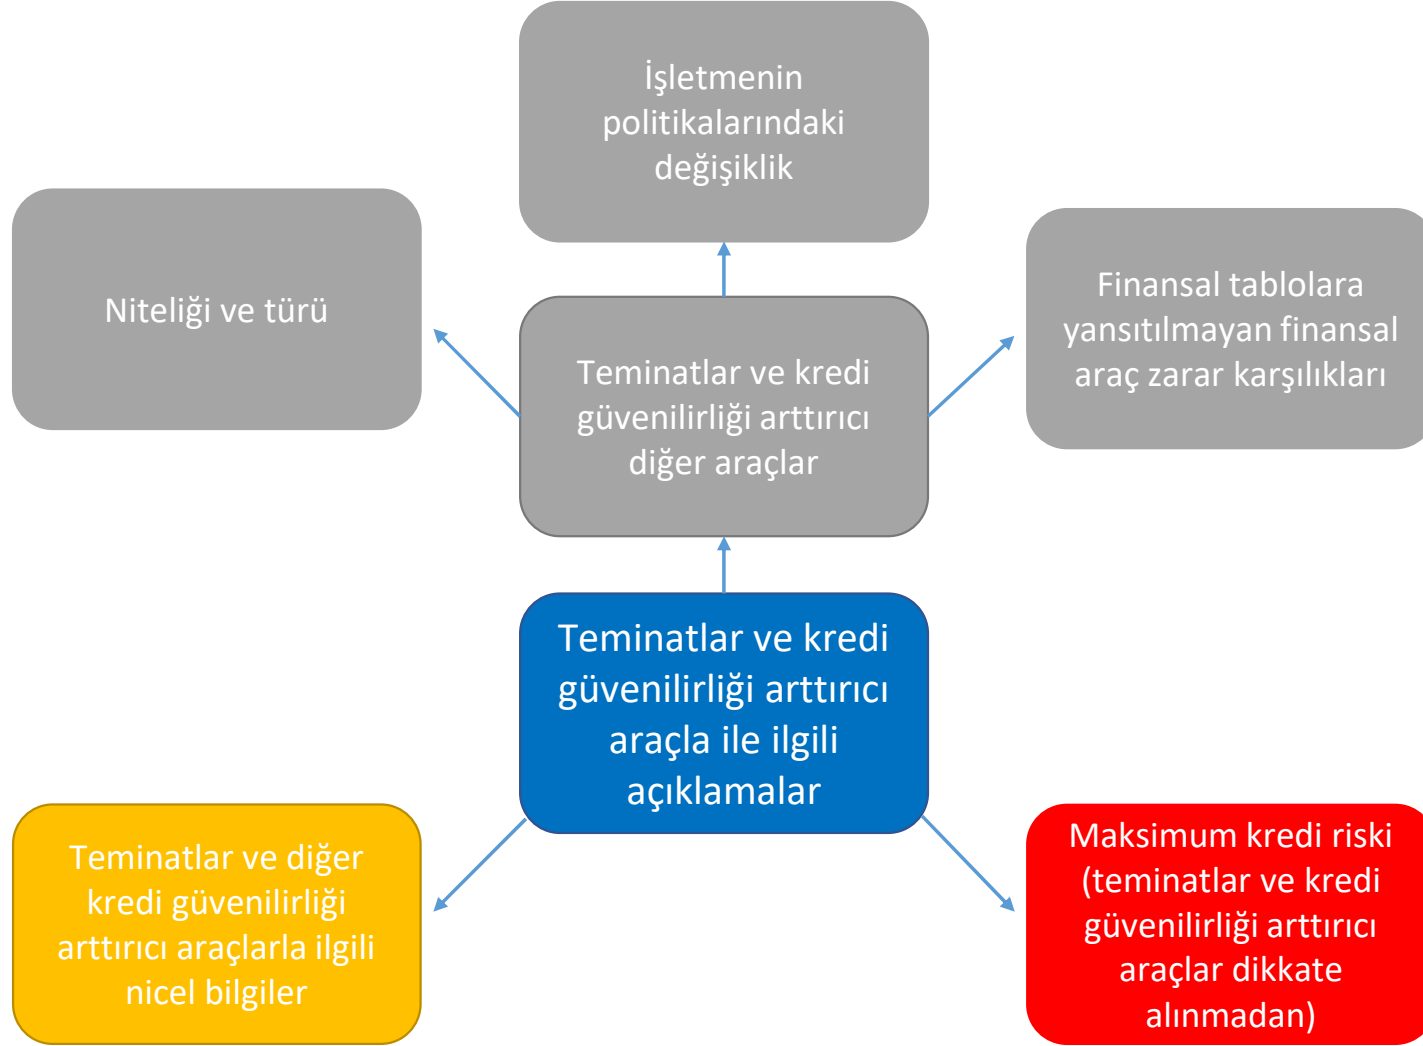 İşletmenin
politikalarındaki
değişiklik
Niteliği ve türü
Finansal tablolara
yansıtılmayan finansal
araç zarar karşılıkları
Teminatlar ve kredi
güvenilirliği arttırıcı
diğer araçlar
Teminatlar ve kredi
güvenilirliği arttırıcı
araçla ile ilgili
açıklamalar
Teminatlar ve diğer
kredi güvenilirliği
arttırıcı araçlarla ilgili
nicel bilgiler
Maksimum kredi riski
(teminatlar ve kredi
güvenilirliği arttırıcı
araçlar dikkate
alınmadan)